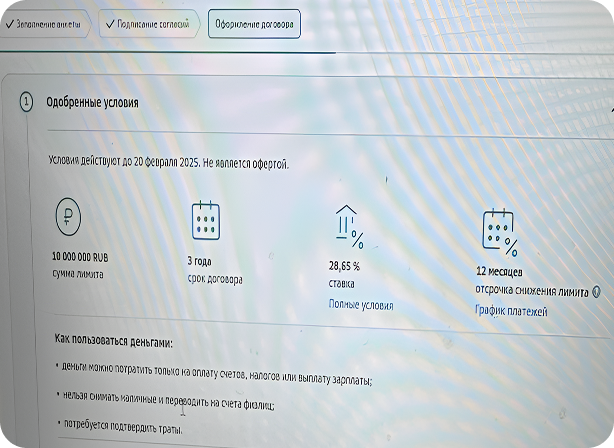 Заполнение анкеты
Подписание согласий
Оформление договора
1
Одобренные условия
Условия действуют до 20 февраля 2025. Не является офертой.
10 000 000 RUB
сумма лимита
3 года
срок договора
28,65 %
ставка
Полные условия
12 месяцев
отсрочка снижения лимита
График платежей
Как пользоваться деньгами:
• деньги можно потратить только на оплату счетов, налогов или выплату зарплаты;
• нельзя снимать наличные и переводить на счета физлиц;
• потребуется подтвердить траты.